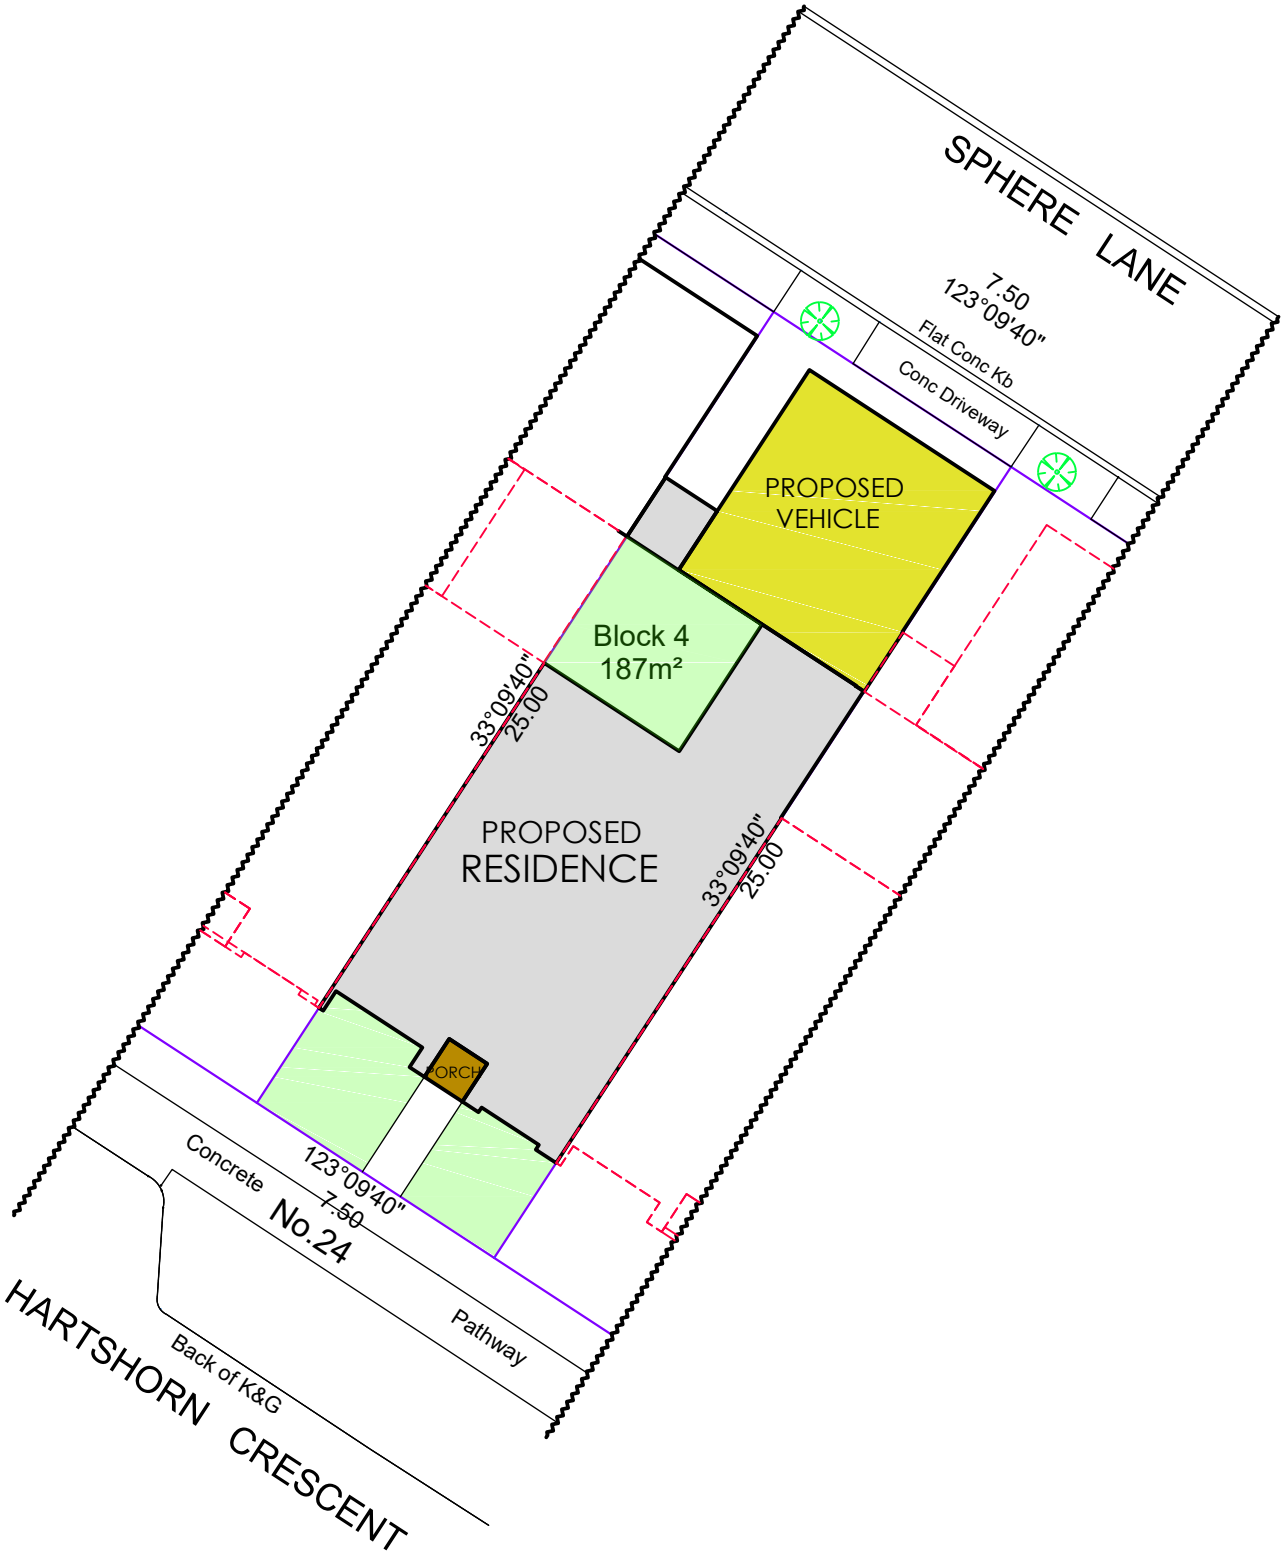 SPHERE LANE
7.50
123°09'40"
Flat Conc Kb
Conc Driveway
PROPOSED
VEHICLE
Block 4
187m²
33°09'40"
25.00
PROPOSED
RESIDENCE
33°09'40"
25.00
PORCH
123°09'40"
7.50
Concrete Pathway
No.24
Back of K&G
HARTSHORN CRESCENT